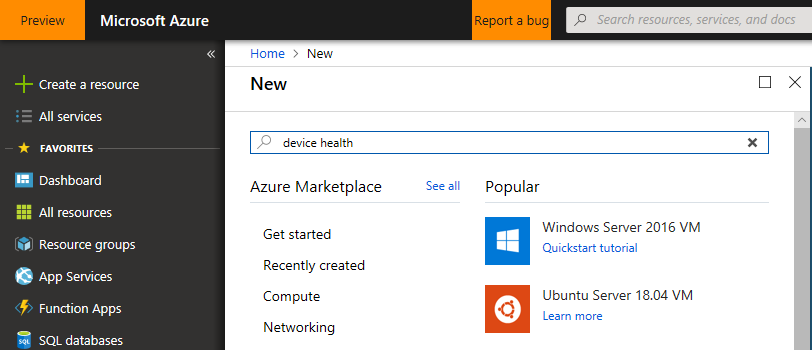 Preview
Microsoft Azure
Report a bug
Search resources, services, and docs
«
Create a resource
All services
FAVORITES
Dashboard
All resources
Resource groups
App Services
Function Apps
SQL databases
Home > New
New
device health
Azure Marketplace
See all
Popular
Get started
Recently created
Compute
Networking
Windows Server 2016 VM
Quickstart tutorial
Ubuntu Server 18.04 VM
Learn more